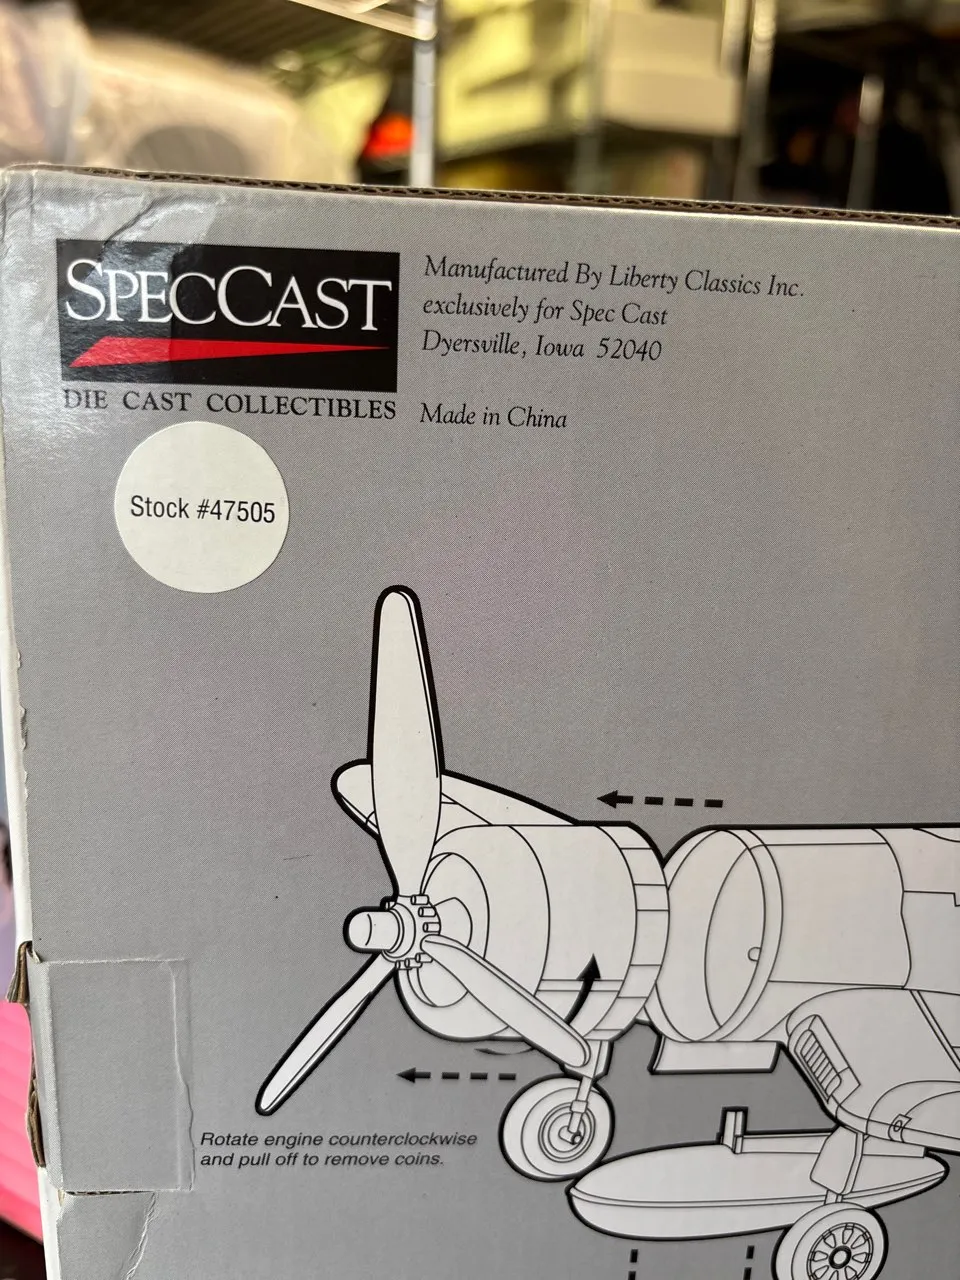 SPECCAST
DIE CAST COLLECTIBLES
Manufactured By Liberty Classics Inc.
exclusively for Spec Cast
Dyersville, Iowa 52040
Made in China
Stock #47505
Rotate engine counterclockwise
and pull off to remove coins.